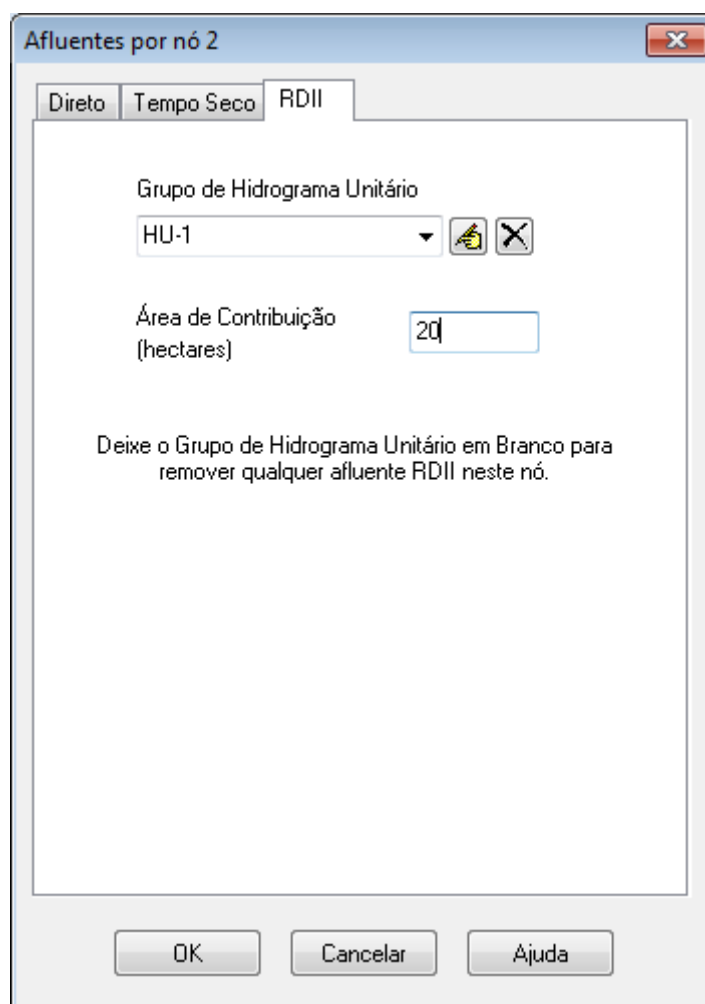 Afluentes por nó 2
Direto Tempo Seco RDII
Grupo de Hidrograma Unitário
HU-1
Área de Contribuição
(hectares)
20
Deixe o Grupo de Hidrograma Unitário em Branco para
remover qualquer afluente RDII neste nó.
OK Cancelar Ajuda